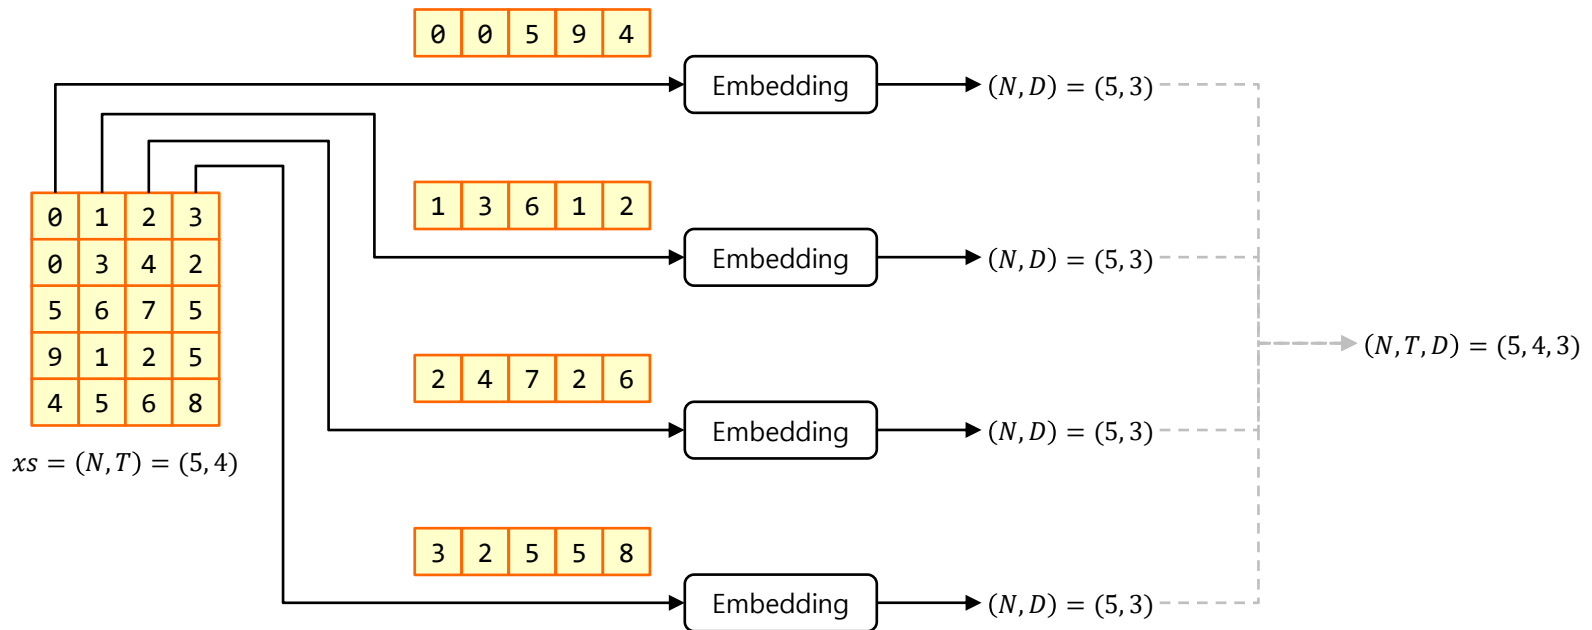 0 0 5 9 4
Embedding
(N, D) = (5, 3)
1 3 6 1 2
0 1 2 3
Embedding
(N, D) = (5, 3)
0 3 4 2
5 6 7 5
(N, T, D) = (5, 4, 3)
9 1 2 5
2 4 7 2 6
4 5 6 8
Embedding
(N, D) = (5, 3)
xs = (N, T) = (5, 4)
3 2 5 5 8
Embedding
(N, D) = (5, 3)